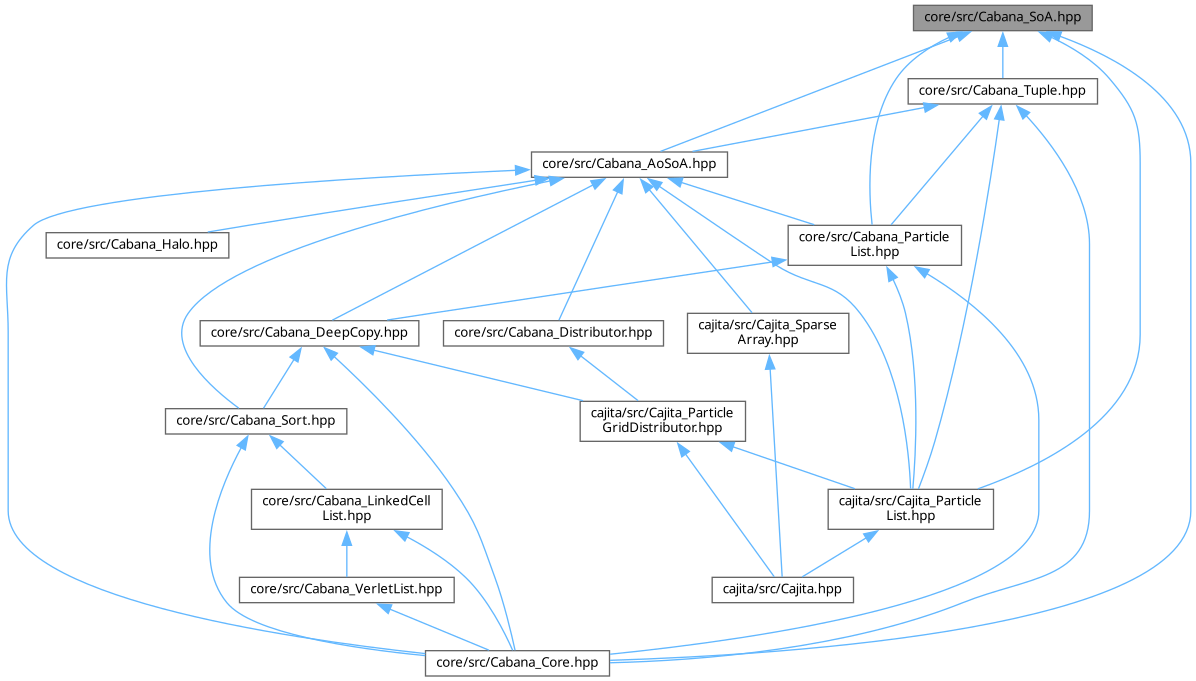 core/src/Cabana_SoA.hpp
core/src/Cabana_Tuple.hpp
core/src/Cabana_AoSoA.hpp
core/src/Cabana_Halo.hpp
core/src/Cabana_Particle
List.hpp
core/src/Cabana_DeepCopy.hpp
core/src/Cabana_Distributor.hpp
cajita/src/Cajita_Sparse
Array.hpp
core/src/Cabana_Sort.hpp
cajita/src/Cajita_Particle
GridDistributor.hpp
core/src/Cabana_LinkedCell
List.hpp
cajita/src/Cajita_Particle
List.hpp
core/src/Cabana_VerletList.hpp
cajita/src/Cajita.hpp
core/src/Cabana_Core.hpp